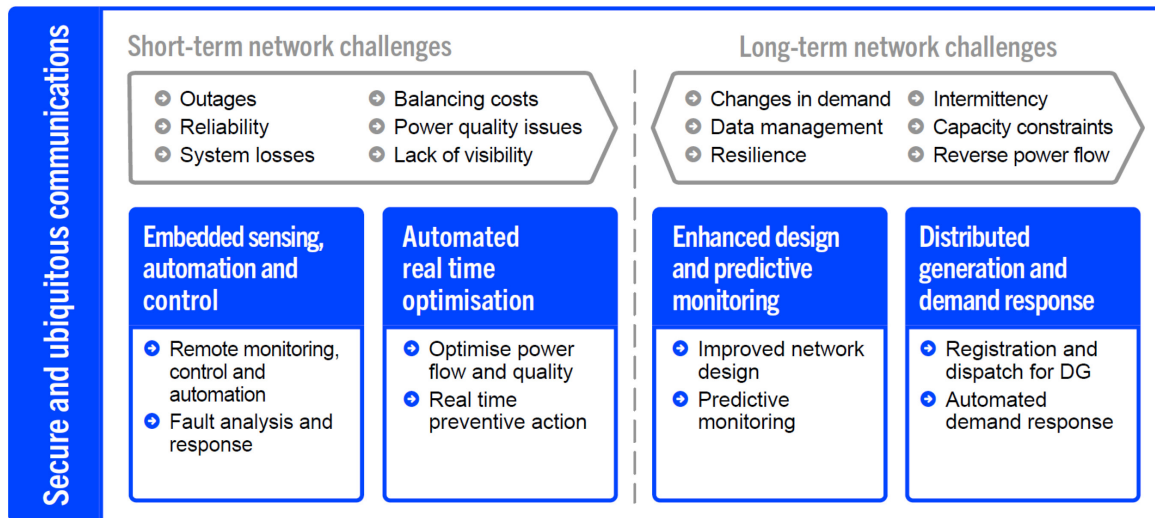 Secure and ubiquitous communications
Short-term network challenges
Outages
Reliability
System losses
Balancing costs
Power quality issues
Lack of visibility
Long-term network challenges
Changes in demand
Data management
Resilience
Intermittency
Capacity constraints
Reverse power flow
Embedded sensing,
automation and
control
Remote monitoring,
control and
automation
Fault analysis and
response
Automated
real time
optimisation
Optimise power
flow and quality
Real time
preventive action
Enhanced design
and predictive
monitoring
Improved network
design
Predictive
monitoring
Distributed
generation and
demand response
Registration and
dispatch for DG
Automated
demand response